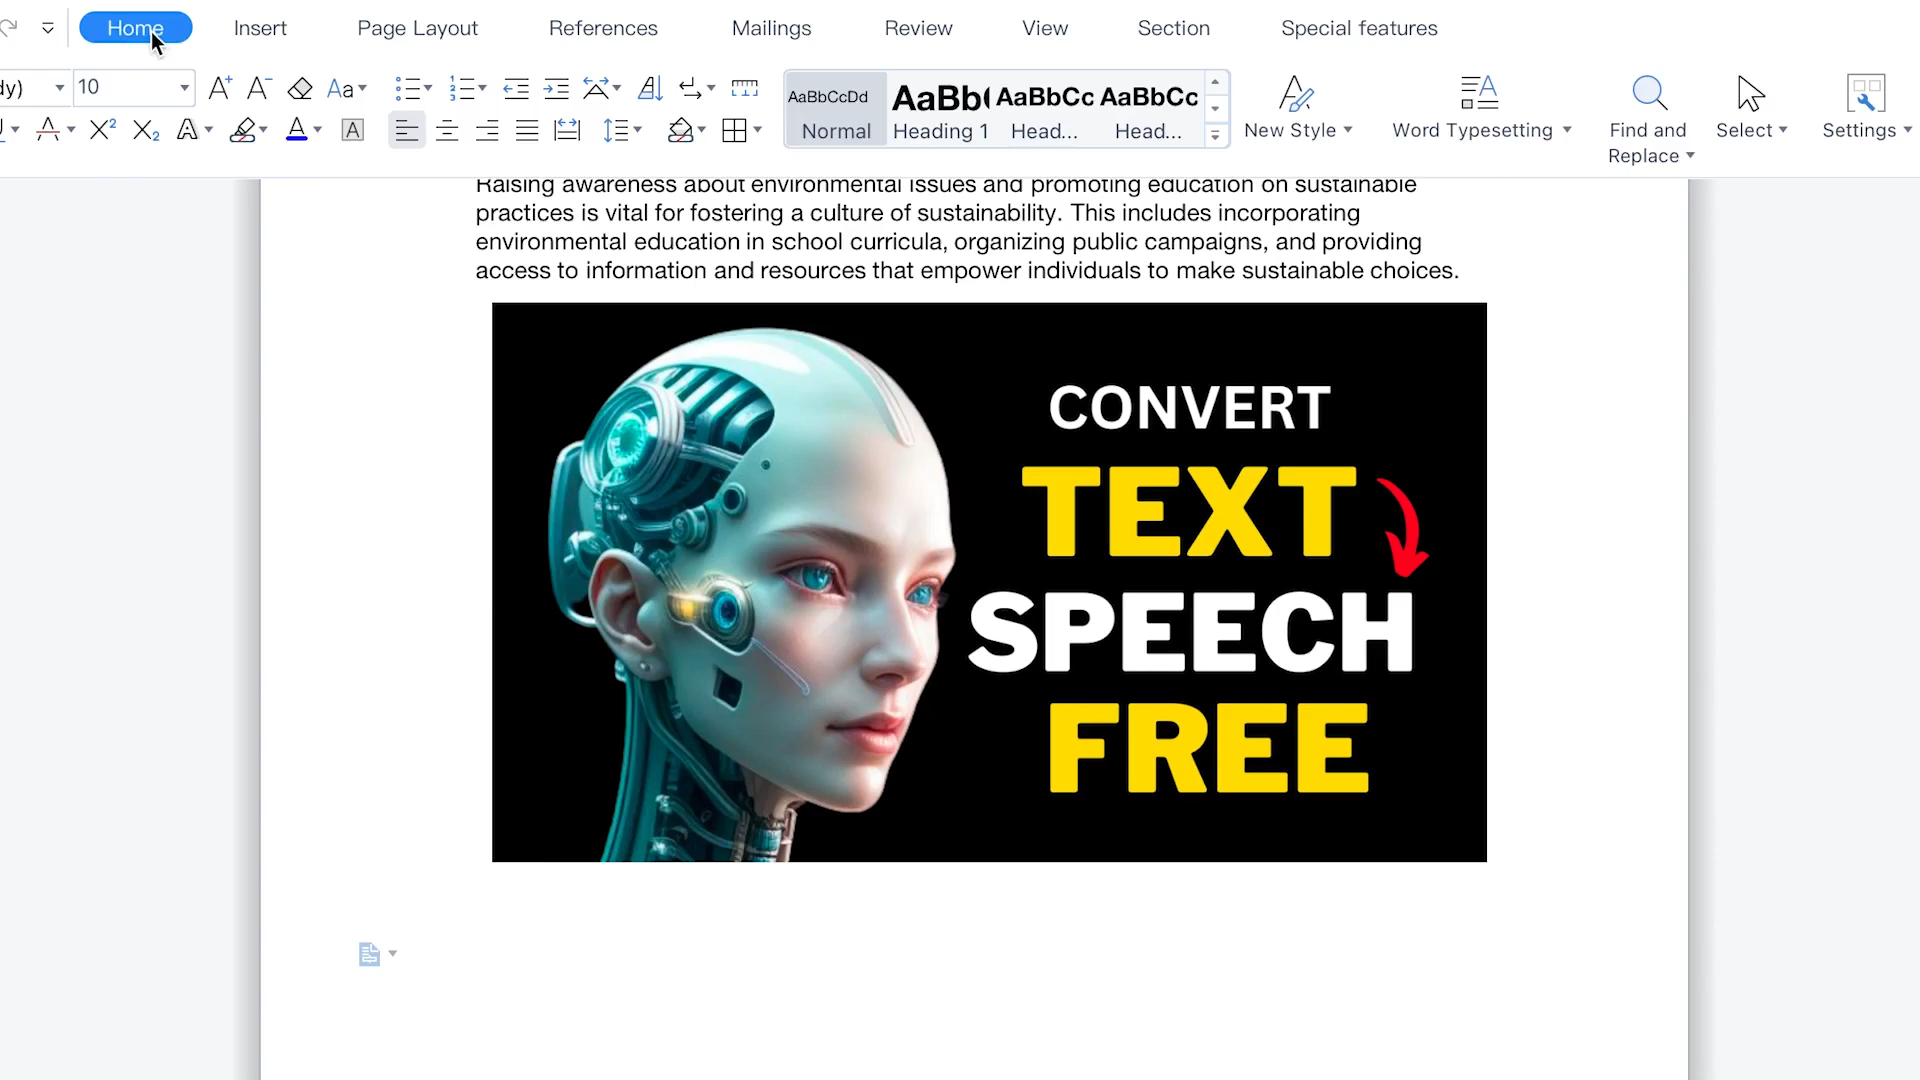 Home Insert Page Layout References Mailings Review View Section Special features
10 Aa AaBbCcDd AaBb AaBbCc AaBbCc
Normal Heading 1 Head... Head... New Style Word Typesetting Find and Replace Select Settings
Raising awareness about environmental issues and promoting education on sustainable
practices is vital for fostering a culture of sustainability. This includes incorporating
environmental education in school curricula, organizing public campaigns, and providing
access to information and resources that empower individuals to make sustainable choices.
CONVERT
TEXT
SPEECH
FREE